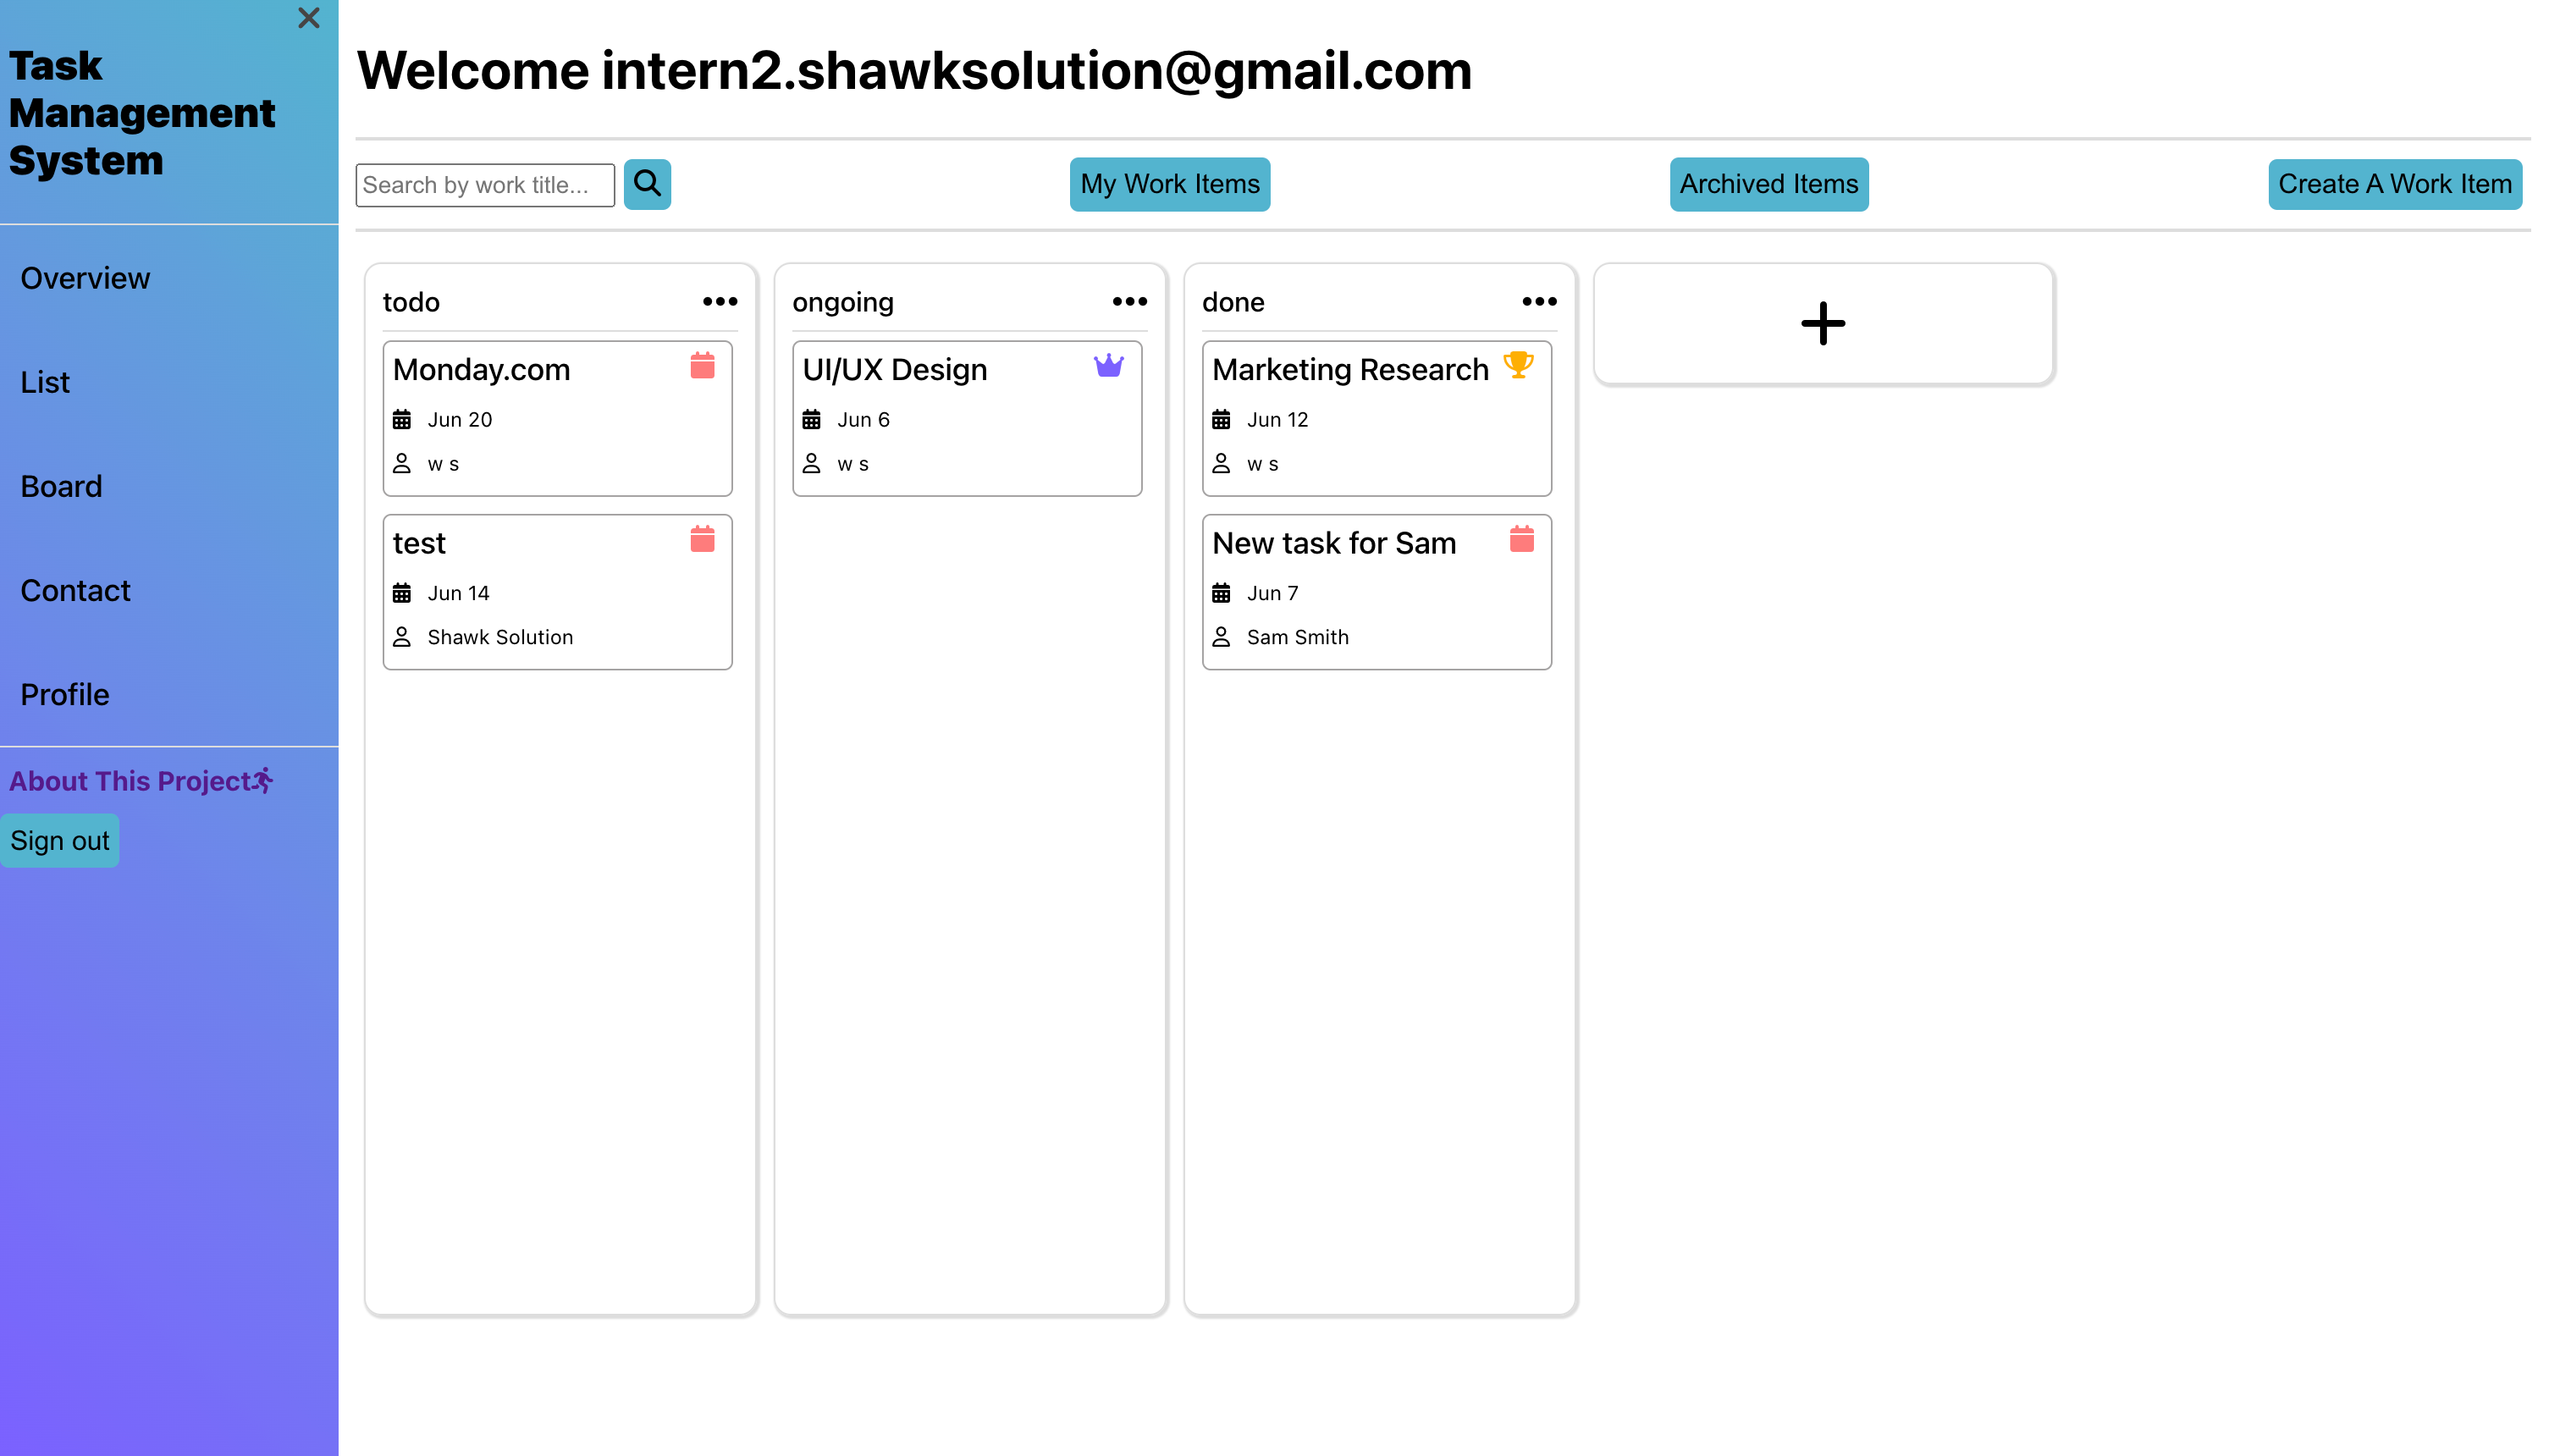 Task
Management
System
Overview
List
Board
Contact
Profile
About This Project
Sign out
Welcome intern2.shawksolution@gmail.com
Search by work title...
My Work Items
Archived Items
Create A Work Item
todo
Monday.com
Jun 20
w s
test
Jun 14
Shawk Solution
ongoing
UI/UX Design
Jun 6
w s
done
Marketing Research
Jun 12
w s
New task for Sam
Jun 7
Sam Smith